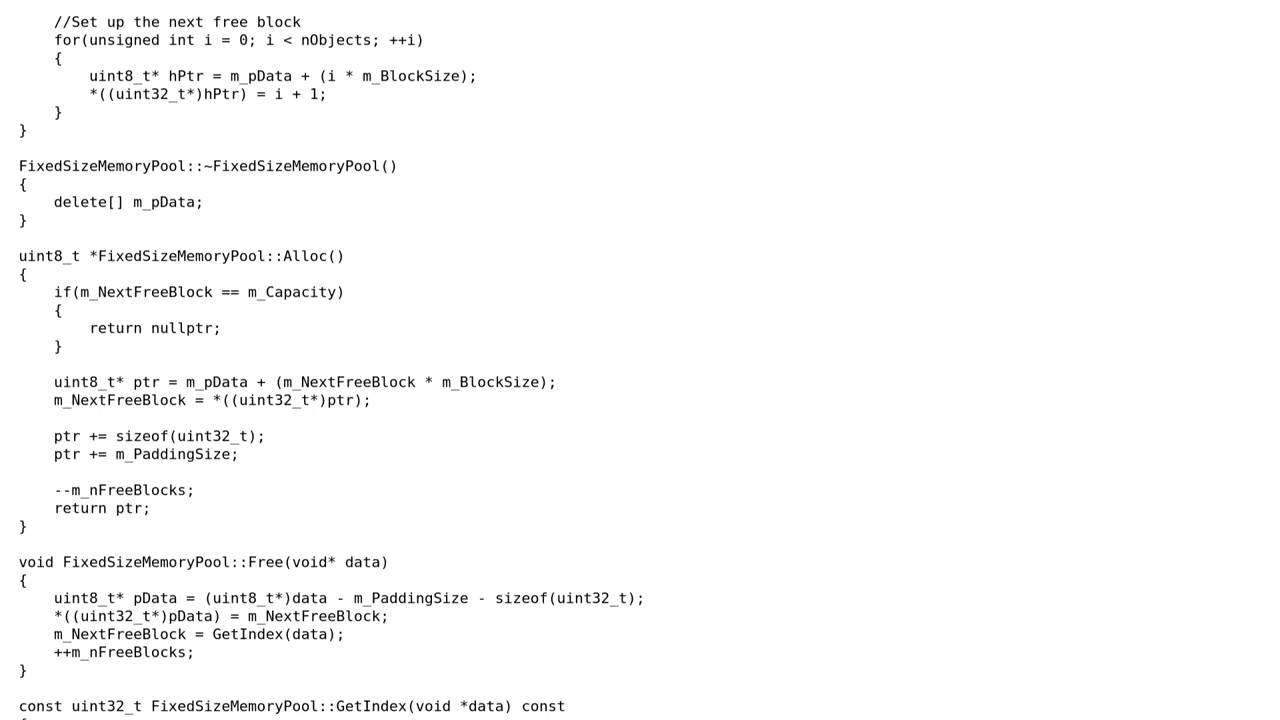 //Set up the next free block
for(unsigned int i = 0; i < nObjects; ++i)
{
uint8_t* hPtr = m_pData + (i * m_BlockSize);
*((uint32_t*)hPtr) = i + 1;
}
}
FixedSizeMemoryPool::~FixedSizeMemoryPool()
{
delete[] m_pData;
}
uint8_t *FixedSizeMemoryPool::Alloc()
{
if(m_NextFreeBlock == m_Capacity)
{
return nullptr;
}
uint8_t* ptr = m_pData + (m_NextFreeBlock * m_BlockSize);
m_NextFreeBlock = *((uint32_t*)ptr);
ptr += sizeof(uint32_t);
ptr += m_PaddingSize;
--m_nFreeBlocks;
return ptr;
}
void FixedSizeMemoryPool::Free(void* data)
{
uint8_t* pData = (uint8_t*)data - m_PaddingSize - sizeof(uint32_t);
*((uint32_t*)pData) = m_NextFreeBlock;
m_NextFreeBlock = GetIndex(data);
++m_nFreeBlocks;
}
const uint32_t FixedSizeMemoryPool::GetIndex(void *data) const